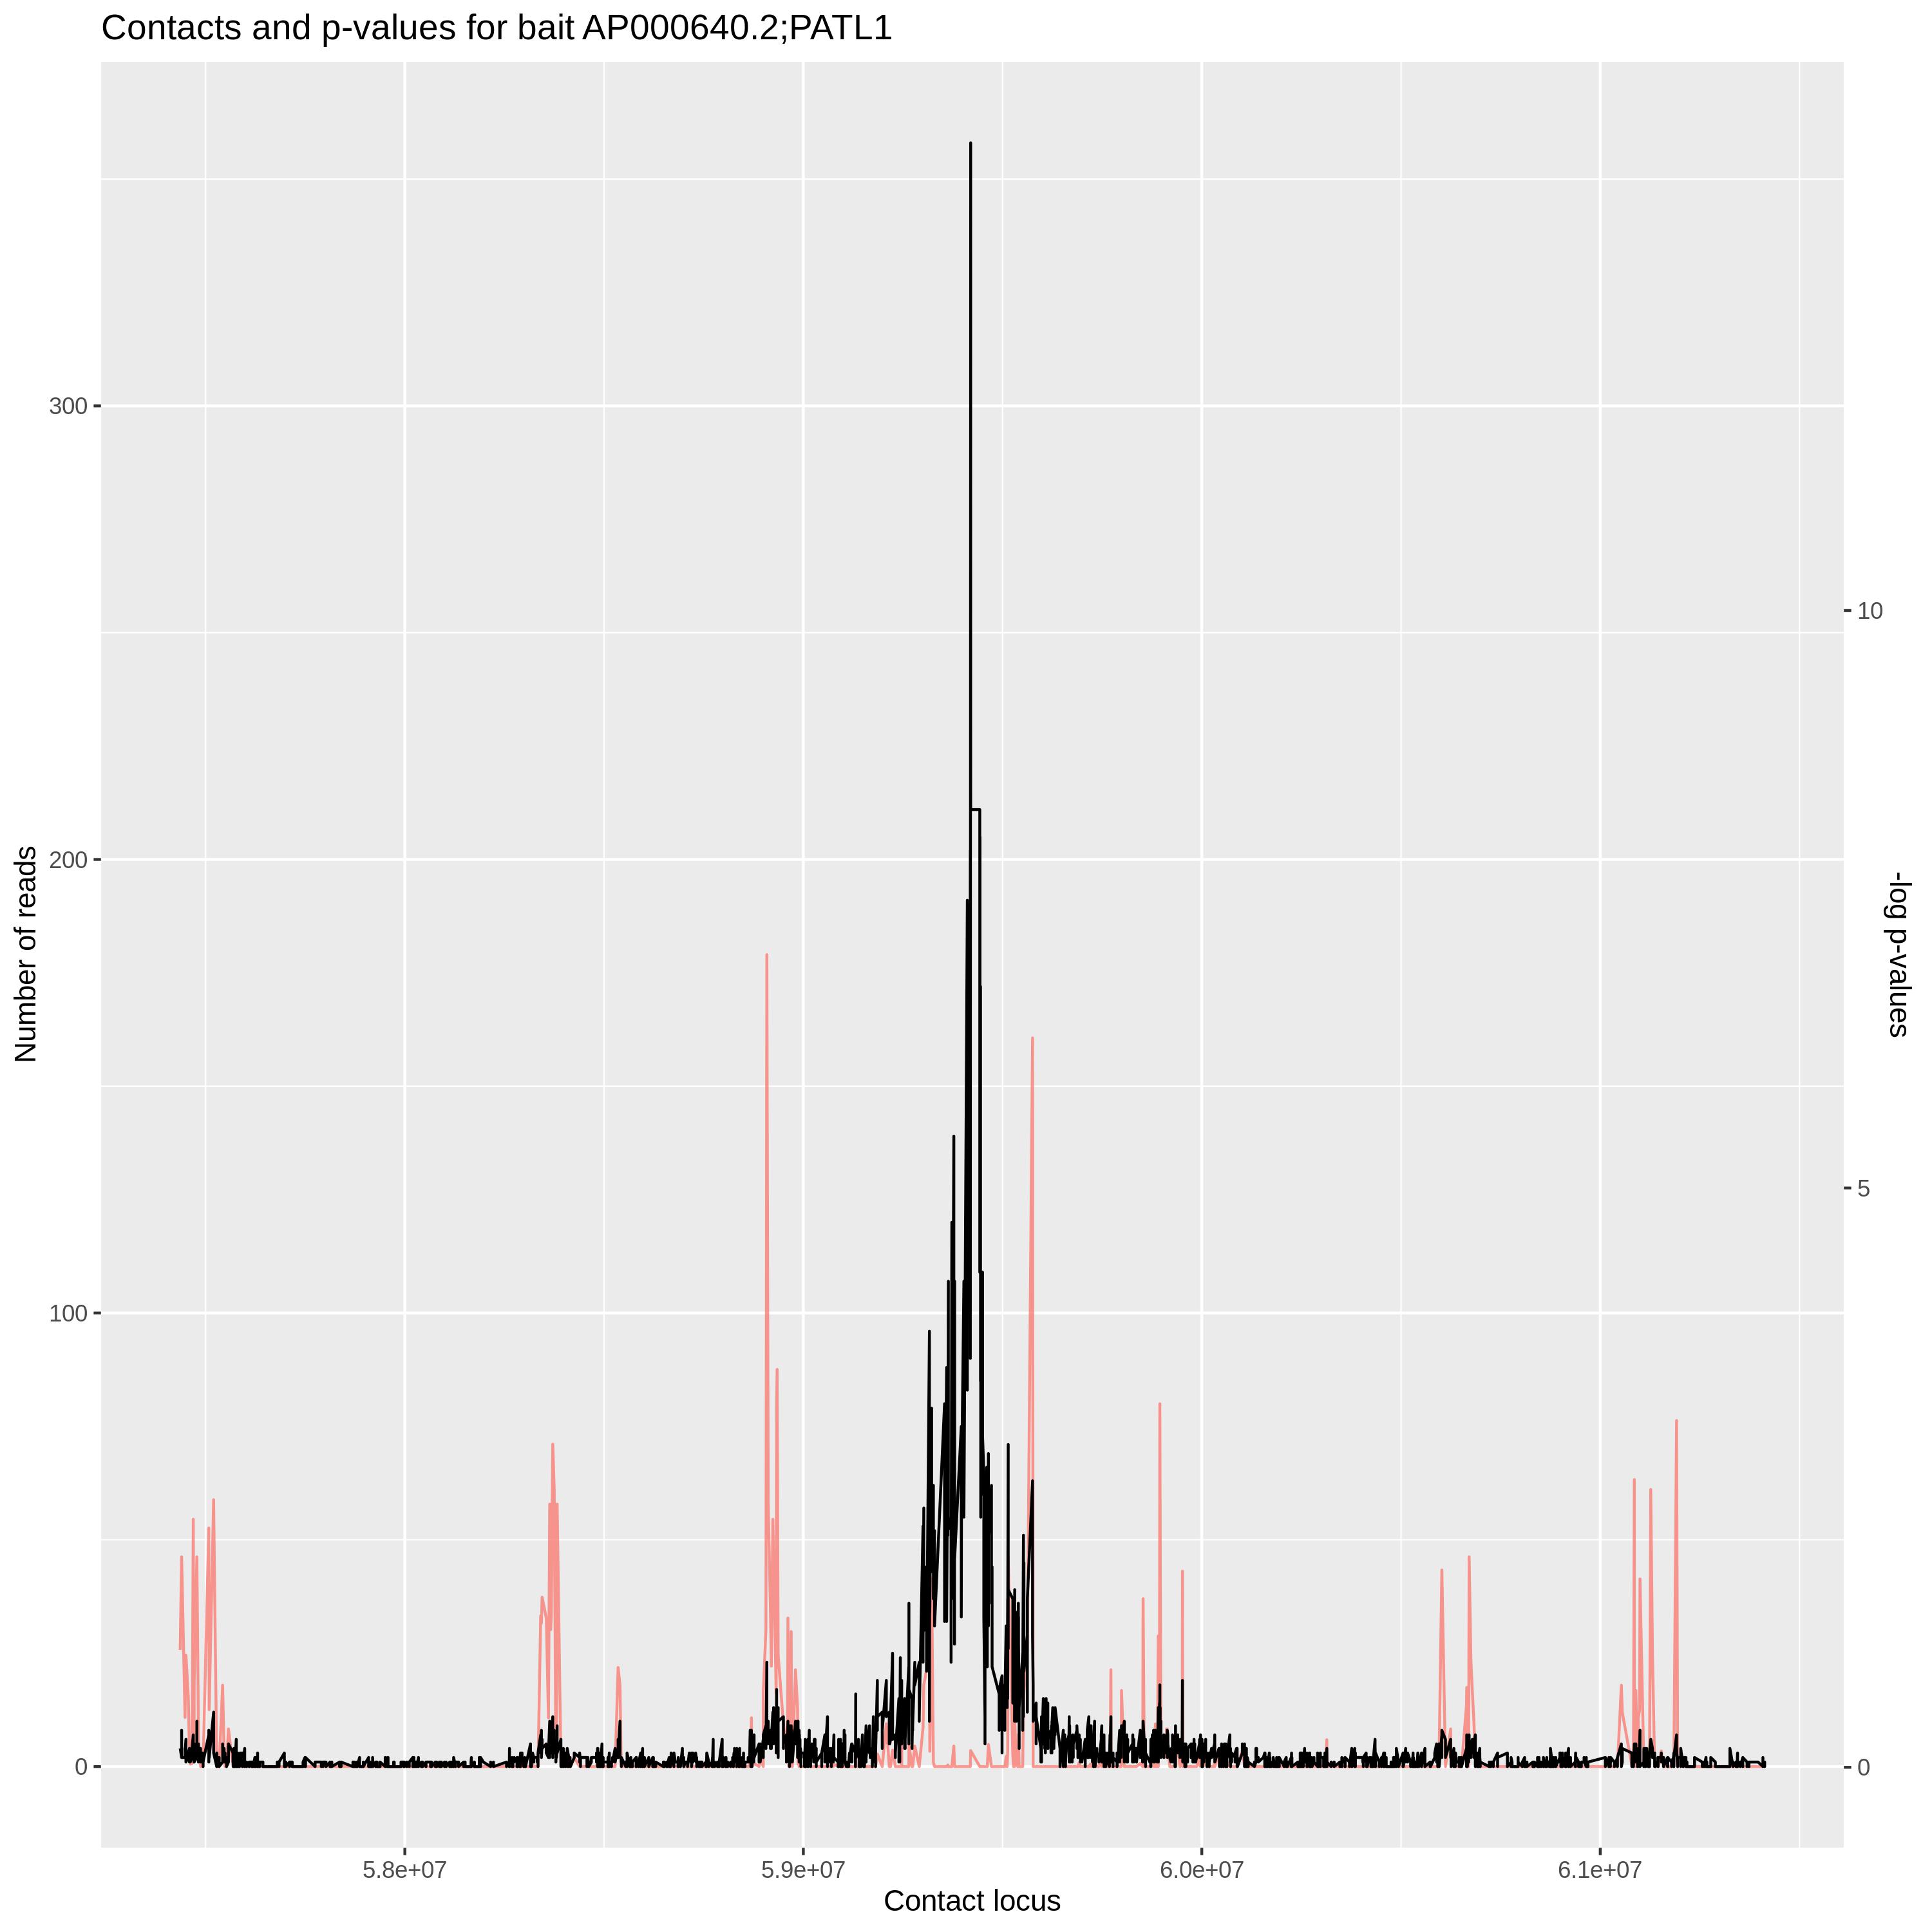 Contacts and p-values for bait AP000640.2;PATL1
Number of reads
300
200
100
0
10
5
0
-log p-values
5.8e+07
5.9e+07
6.0e+07
6.1e+07
Contact locus